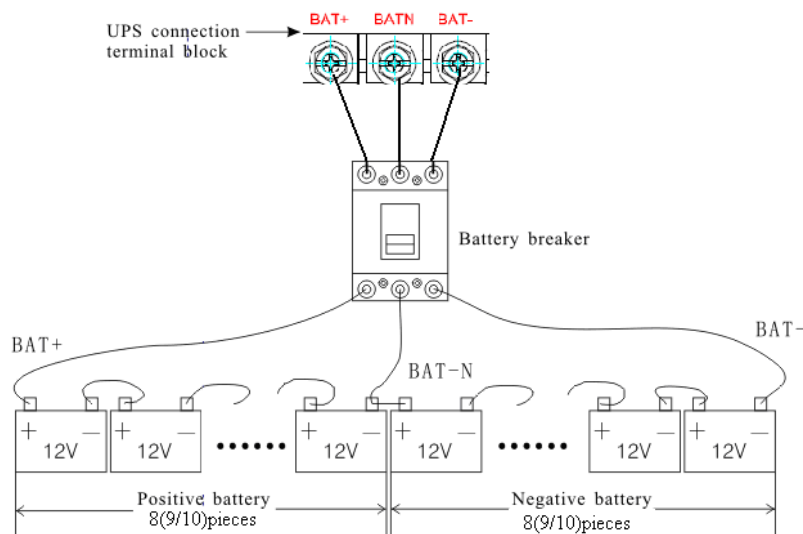 BAT+ BATN BAT-
UPS connection
terminal block
Battery breaker
BAT+
BAT-
BAT-N
+ − + − + − + − + − + −
12V 12V ...... 12V 12V ...... 12V 12V
Positive battery
8(9/10)pieces
Negative battery
8(9/10)pieces